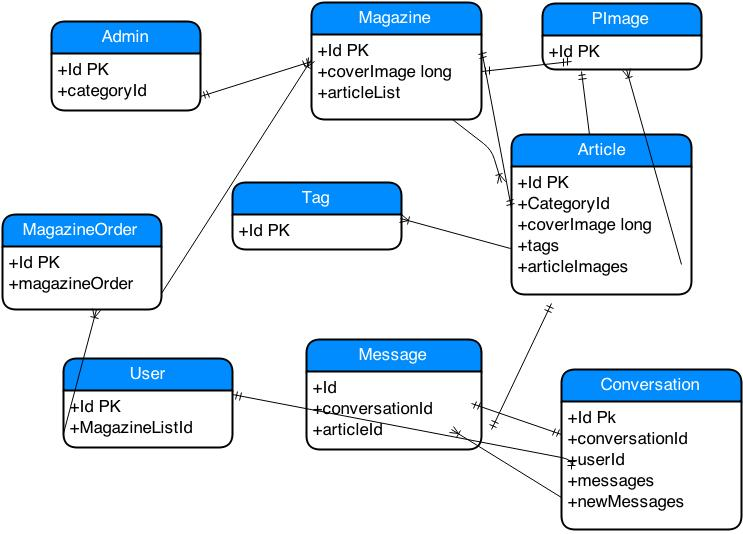 Admin
+Id PK
+categoryId
Magazine
+Id PK
+coverImage long
+articleList
PImage
+Id PK
Article
+Id PK
+CategoryId
+coverImage long
+tags
+articleImages
Tag
+Id PK
MagazineOrder
+Id PK
+magazineOrder
User
+Id PK
+MagazineListId
Message
+Id
+conversationId
+articleId
Conversation
+Id Pk
+conversationId
+userId
+messages
+newMessages